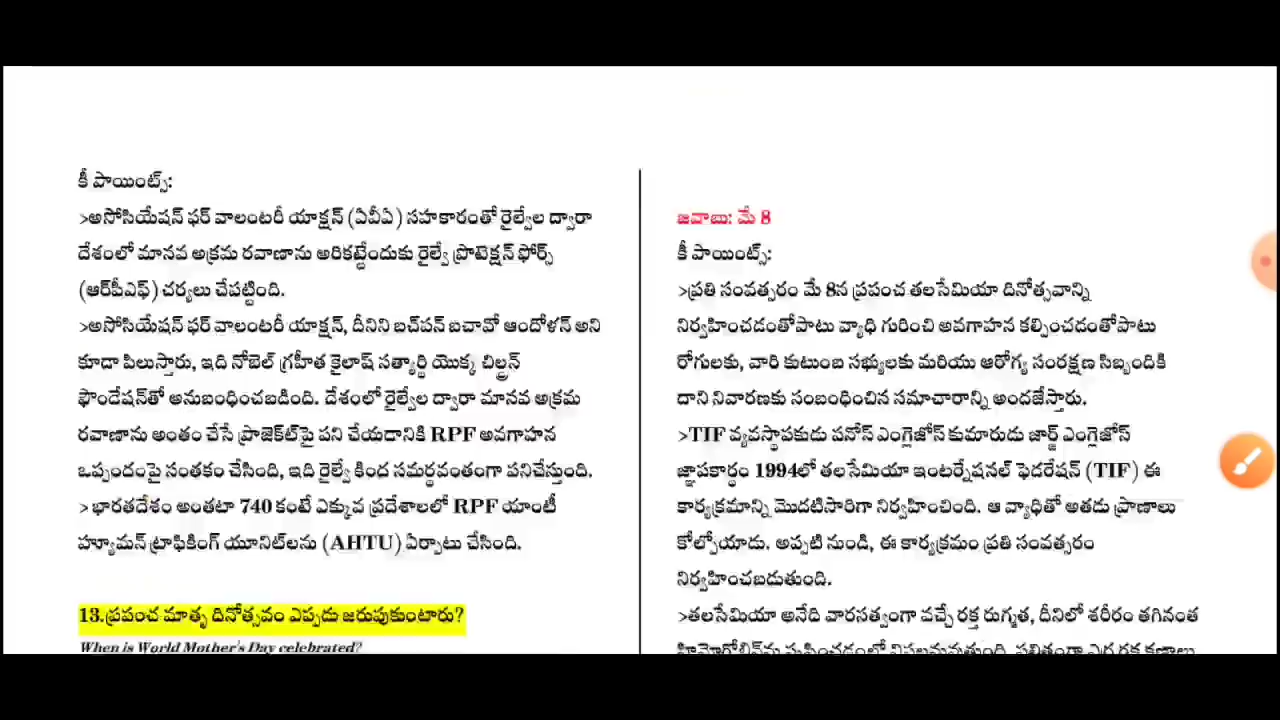 కీ పాయింట్స్:
>అసోసియేషన్ ఫర్ వాలంటరీ యాక్షన్ (ఏవీఏ) సహకారంతో రైల్వేల ద్వారా
దేశంలో మానవ అక్రమ రవాణాను అరికట్టేందుకు రైల్వే ప్రొటెక్షన్ ఫోర్స్
(ఆర్‌పీఎఫ్) చర్యలు చేపట్టింది.
>అసోసియేషన్ ఫర్ వాలంటరీ యాక్షన్, దీనిని బచ్‌పన్ బచావో ఆందోళన్ అని
కూడా పిలుస్తారు, ఇది నోబెల్ గ్రహీత కైలాష్ సత్యార్థి యొక్క చిల్డ్రన్
ఫౌండేషన్‌తో అనుబంధించబడింది. దేశంలో రైల్వేల ద్వారా మానవ అక్రమ
రవాణాను అంతం చేసే ప్రాజెక్ట్‌పై పని చేయడానికి RPF అవగాహన
ఒప్పందంపై సంతకం చేసింది, ఇది రైల్వే కింద సమర్థవంతంగా పనిచేస్తుంది.
> భారతదేశం అంతటా 740 కంటే ఎక్కువ ప్రదేశాలలో RPF యాంటీ
హ్యూమన్ ట్రాఫికింగ్ యూనిట్‌లను (AHTU) ఏర్పాటు చేసింది.
13.ప్రపంచ మాతృ దినోత్సవం ఎప్పుడు జరుపుకుంటారు?
When is World Mother's Day celebrated?
జవాబు: మే 8
కీ పాయింట్స్:
>ప్రతి సంవత్సరం మే 8న ప్రపంచ తలసేమియా దినోత్సవాన్ని
నిర్వహించడంతోపాటు వ్యాధి గురించి అవగాహన కల్పించడంతోపాటు
రోగులకు, వారి కుటుంబ సభ్యులకు మరియు ఆరోగ్య సంరక్షణ సిబ్బందికి
దాని నివారణకు సంబంధించిన సమాచారాన్ని అందజేస్తారు.
>TIF వ్యవస్థాపకుడు పనోస్ ఎంగ్లెజోస్ కుమారుడు జార్జ్ ఎంగ్లెజోస్
జ్ఞాపకార్థం 1994లో తలసేమియా ఇంటర్నేషనల్ ఫెడరేషన్ (TIF) ఈ
కార్యక్రమాన్ని మొదటిసారిగా నిర్వహించింది. ఆ వ్యాధితో అతడు ప్రాణాలు
కోల్పోయాడు. అప్పటి నుండి, ఈ కార్యక్రమం ప్రతి సంవత్సరం
నిర్వహించబడుతుంది.
>తలసేమియా అనేది వారసత్వంగా వచ్చే రక్త రుగ్మత, దీనిలో శరీరం తగినంత